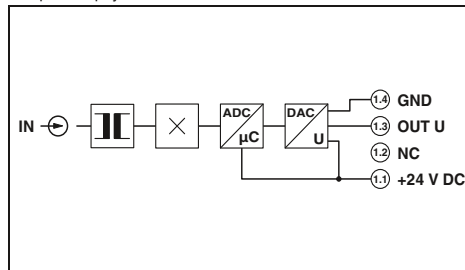 IN
ADC
µC
DAC
U
1.4 GND
1.3 OUT U
1.2 NC
1.1 +24 V DC